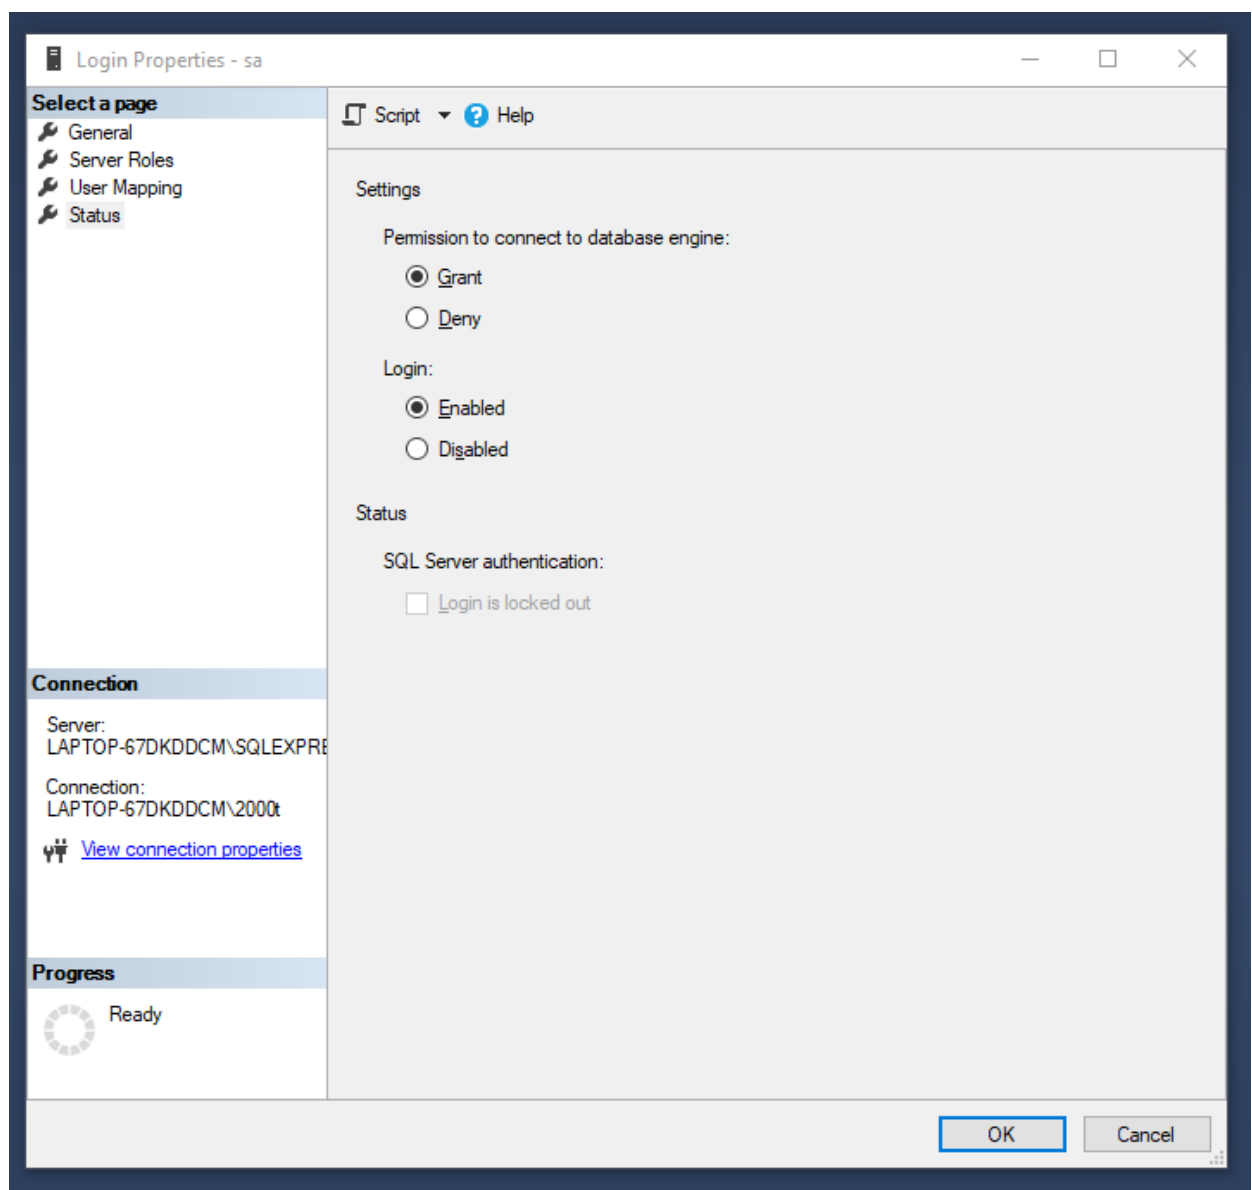 Login Properties - sa
Select a page
General
Server Roles
User Mapping
Status
Script
Help
Settings
Permission to connect to database engine:
Grant
Deny
Login:
Enabled
Disabled
Status
SQL Server authentication:
Login is locked out
Connection
Server:
LAPTOP-67DKDDCM\SQLEXPRE
Connection:
LAPTOP-67DKDDCM\2000t
View connection properties
Progress
Ready
OK
Cancel